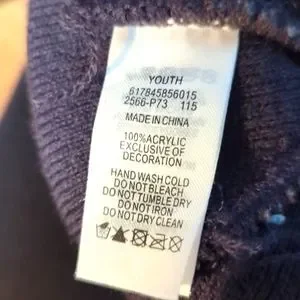 YOUTH
617845856015
2566-P73 115
MADE IN CHINA
100%ACRYLIC
EXCLUSIVE OF
DECORATION
HAND WASH COLD
DO NOT BLEACH
DO NOT TUMBLE DRY
DO NOT IRON
DO NOT DRY CLEAN